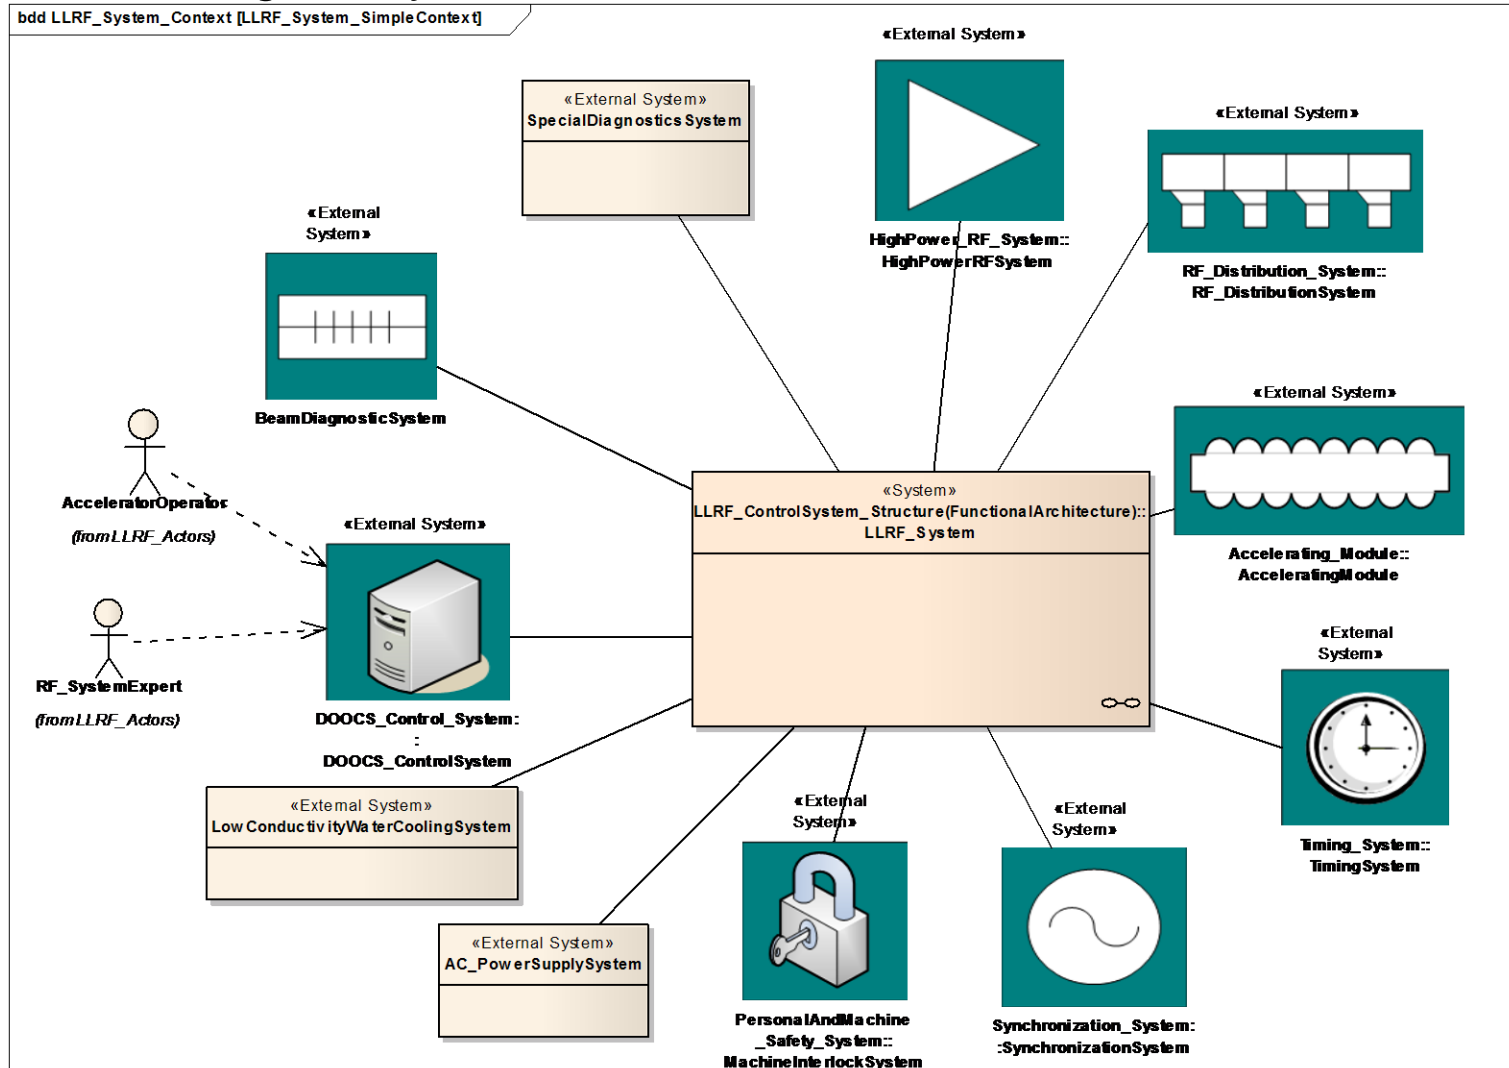 bdd LLRF_System_Context [LLRF_System_SimpleContext]
«External System»
SpecialDiagnosticsSystem
«External System»
HighPower_RF_System::
HighPowerRFSystem
«External System»
RF_Distribution_System::
RF_DistributionSystem
«External
System»
BeamDiagnosticSystem
«External System»
Accelerating_Module::
AcceleratingModule
AcceleratorOperator
(from LLRF_Actors)
«External System»
DOOCS_Control_System:
:
DOOCS_ControlSystem
RF_SystemExpert
(from LLRF_Actors)
«System»
LLRF_ControlSystem_Structure(FunctionalArchitecture)::
LLRF_System
«External
System»
Timing_System::
TimingSystem
«External System»
LowConductivityWaterCoolingSystem
«External System»
AC_PowerSupplySystem
«External
System»
PersonalAndMachine
_Safety_System::
MachineInterlockSystem
«External
System»
Synchronization_System:
:SynchronizationSystem